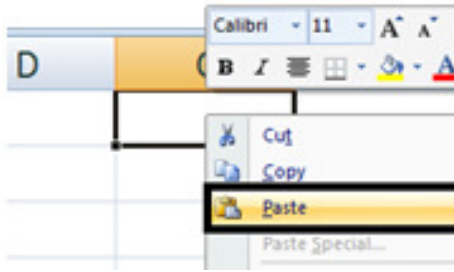 Calibri 11 A A
D
B I A
Cut
Copy
Paste
Paste Special...